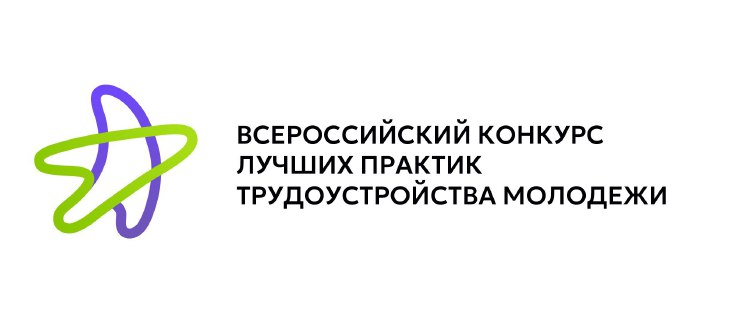 ВСЕРОССИЙСКИЙ КОНКУРС
ЛУЧШИХ ПРАКТИК
ТРУДОУСТРОЙСТВА МОЛОДЕЖИ